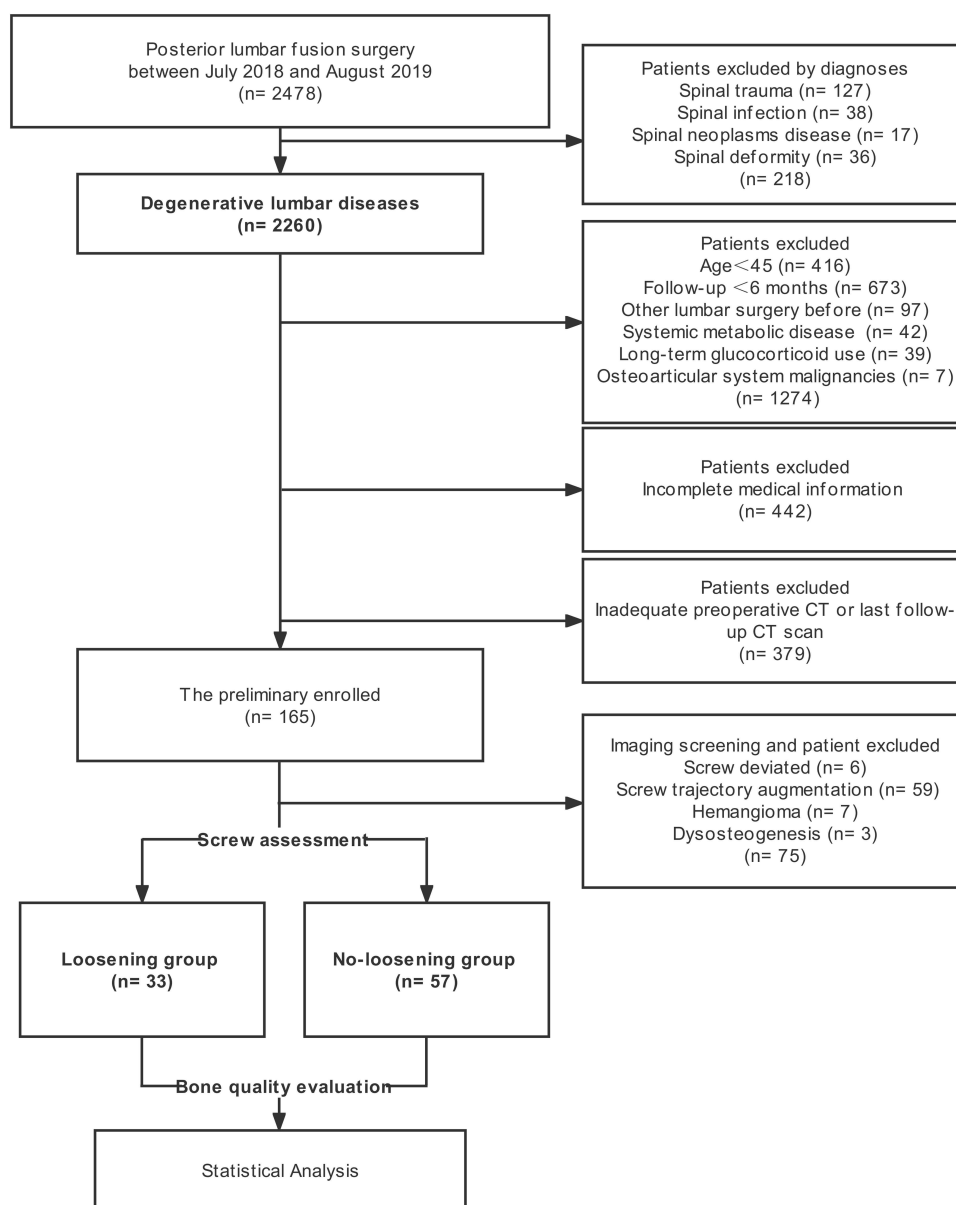 Posterior lumbar fusion surgery
between July 2018 and August 2019
(n= 2478)
Patients excluded by diagnoses
Spinal trauma (n= 127)
Spinal infection (n= 38)
Spinal neoplasms disease (n= 17)
Spinal deformity (n= 36)
(n= 218)
Degenerative lumbar diseases
(n= 2260)
Patients excluded
Age<45 (n= 416)
Follow-up <6 months (n= 673)
Other lumbar surgery before (n= 97)
Systemic metabolic disease (n= 42)
Long-term glucocorticoid use (n= 39)
Osteoarticular system malignancies (n= 7)
(n= 1274)
Patients excluded
Incomplete medical information
(n= 442)
Patients excluded
Inadequate preoperative CT or last follow-
up CT scan
(n= 379)
The preliminary enrolled
(n= 165)
Imaging screening and patient excluded
Screw deviated (n= 6)
Screw trajectory augmentation (n= 59)
Hemangioma (n= 7)
Dysosteogenesis (n= 3)
(n= 75)
Screw assessment
Loosening group
(n= 33)
No-loosening group
(n= 57)
Bone quality evaluation
Statistical Analysis